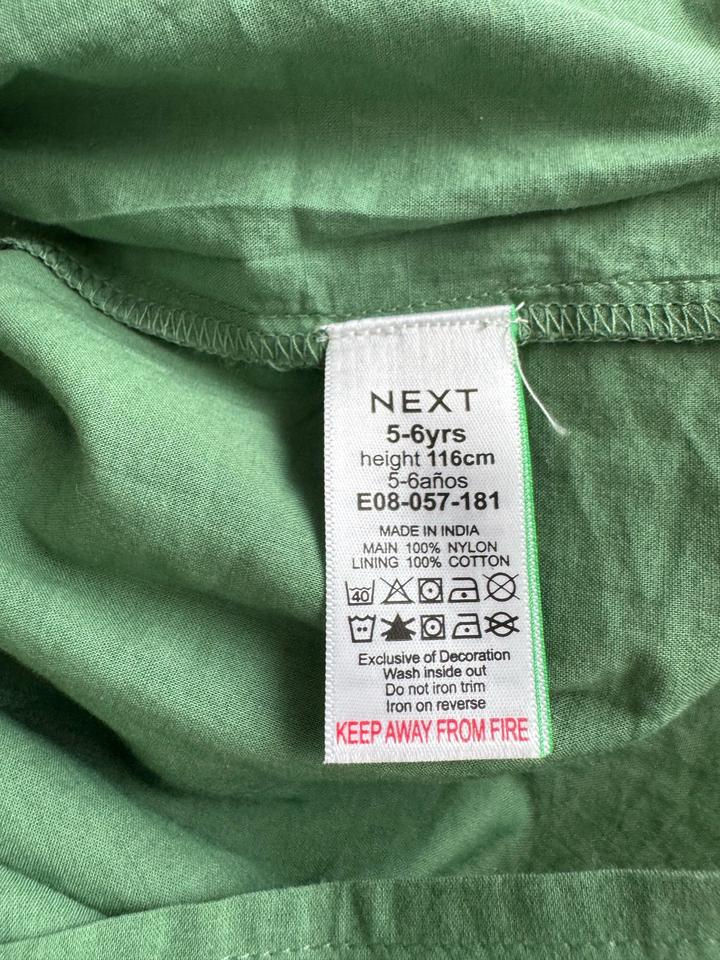 NEXT
5-6yrs
height 116cm
5-6años
E08-057-181
MADE IN INDIA
MAIN 100% NYLON
LINING 100% COTTON
40
Exclusive of Decoration
Wash inside out
Do not iron trim
Iron on reverse
KEEP AWAY FROM FIRE